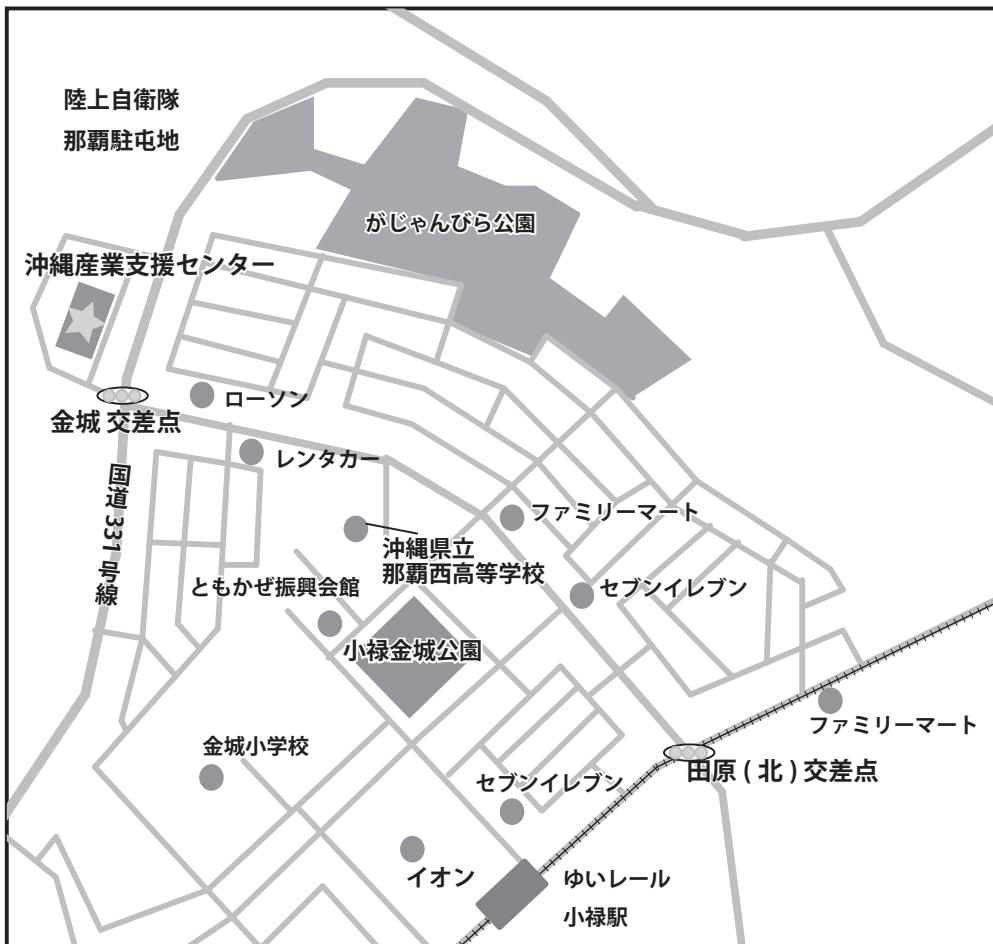 陸上自衛隊
那覇駐屯地
がじゃんびら公園
沖縄産業支援センター
ローソン
金城 交差点
レンタカー
国道 331 号線
ファミリーマート
沖縄県立
那覇西高等学校
ともかぜ振興会館
セブンイレブン
小禄金城公園
ファミリーマート
金城小学校
田原 ( 北 ) 交差点
セブンイレブン
イオン
ゆいレール
小禄駅